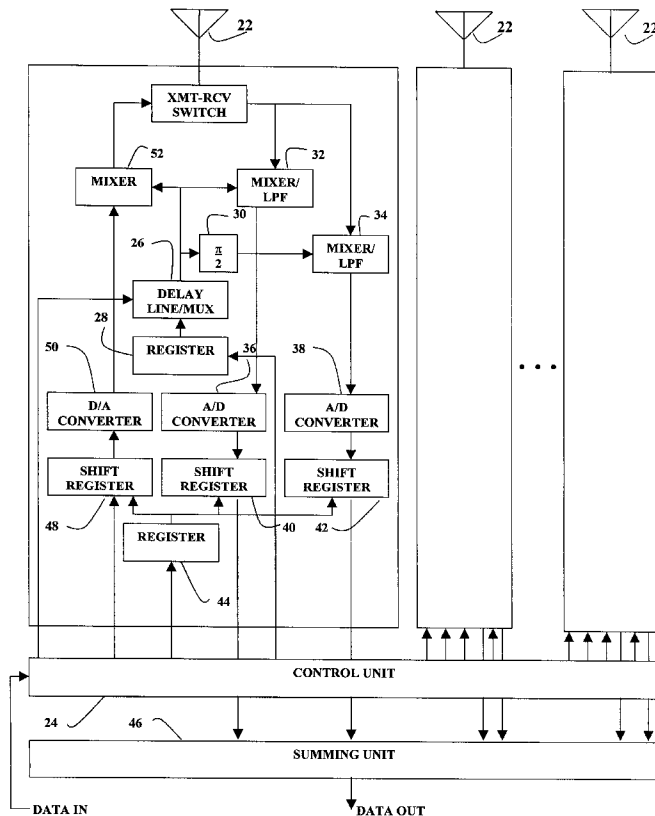 22
22
22
XMT-RCV
SWITCH
52
32
MIXER
MIXER/
LPF
30
34
26
π
2
MIXER/
LPF
DELAY
LINE/MUX
28
REGISTER
50
36
38
D/A
CONVERTER
A/D
CONVERTER
A/D
CONVERTER
• • •
SHIFT
REGISTER
SHIFT
REGISTER
SHIFT
REGISTER
48
40
42
REGISTER
44
CONTROL UNIT
24
46
SUMMING UNIT
DATA IN
DATA OUT